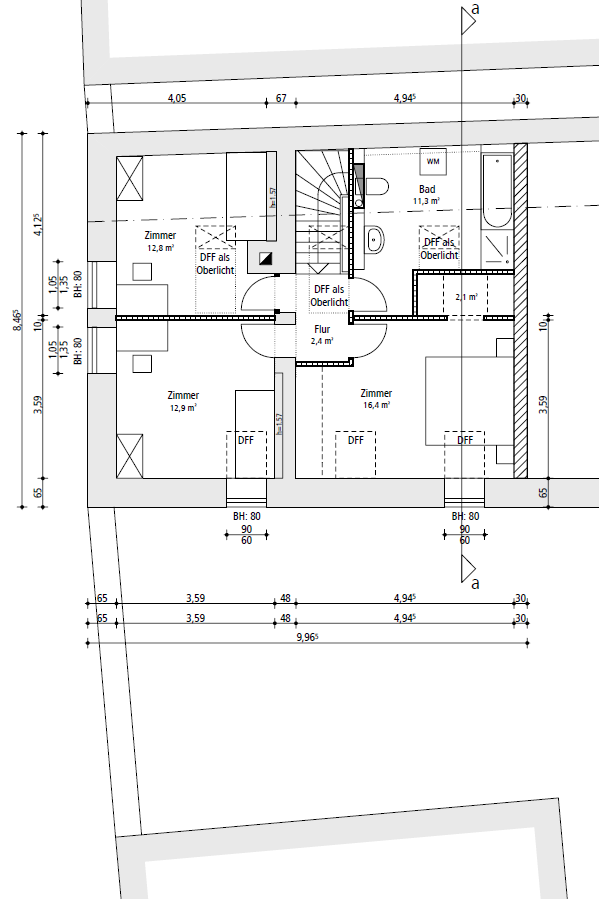 a
4,05
67
4,94⁵
30
WM
Bad
11,3 m²
h=1,57
Zimmer
12,8 m²
DFF als
Oberlicht
DFF als
Oberlicht
DFF als
Oberlicht
2,1 m²
Flur
2,4 m²
4,12⁵
1,05
1,35
BH: 80
8,46⁵
10
1,05
1,35
BH: 80
10
Zimmer
12,9 m²
Zimmer
16,4 m²
3,59
h=1,57
3,59
DFF
DFF
DFF
65
65
BH: 80
90
60
BH: 80
90
60
a
65
3,59
48
4,94⁵
30
65
3,59
48
4,94⁵
30
9,96⁵